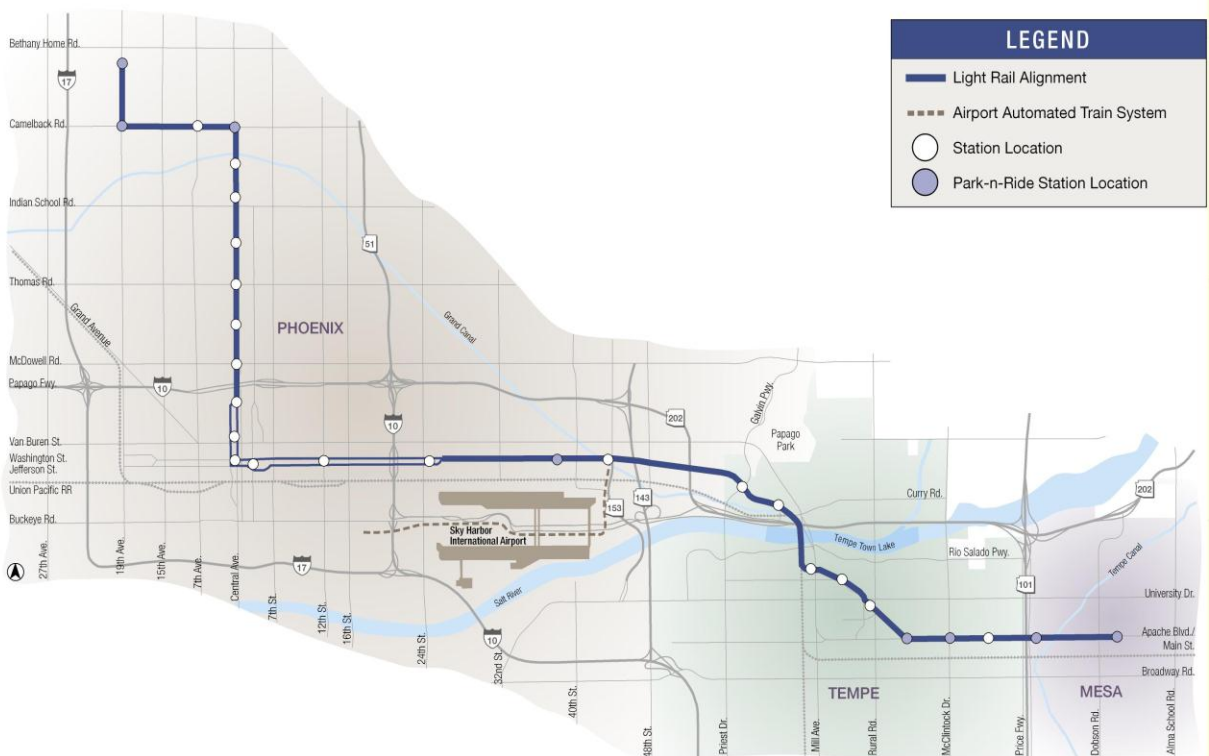 LEGEND
Light Rail Alignment
Airport Automated Train System
Station Location
Park-n-Ride Station Location
Bethany Home Rd.
17
Camelback Rd.
Indian School Rd.
51
Thomas Rd.
Grand Avenue
PHOENIX
Grand Canal
McDowell Rd.
Papago Fwy.
10
10
202
Galvin Pwy.
Papago
Park
Van Buren St.
Washington St.
Jefferson St.
Union Pacific RR
Buckeye Rd.
153
143
Curry Rd.
202
Sky Harbor
International Airport
Tempe Town Lake
Rio Salado Pwy.
Tempe Canal
17
101
Salt River
University Dr.
10
Apache Blvd./
Main St.
Broadway Rd.
TEMPE
MESA
27th Ave.
19th Ave.
15th Ave.
7th Ave.
Central Ave.
7th St.
12th St.
16th St.
24th St.
32nd St.
40th St.
48th St.
Priest Dr.
Mill Ave.
Rural Rd.
McClintock Dr.
Price Fwy.
Dobson Rd.
Alma School Rd.